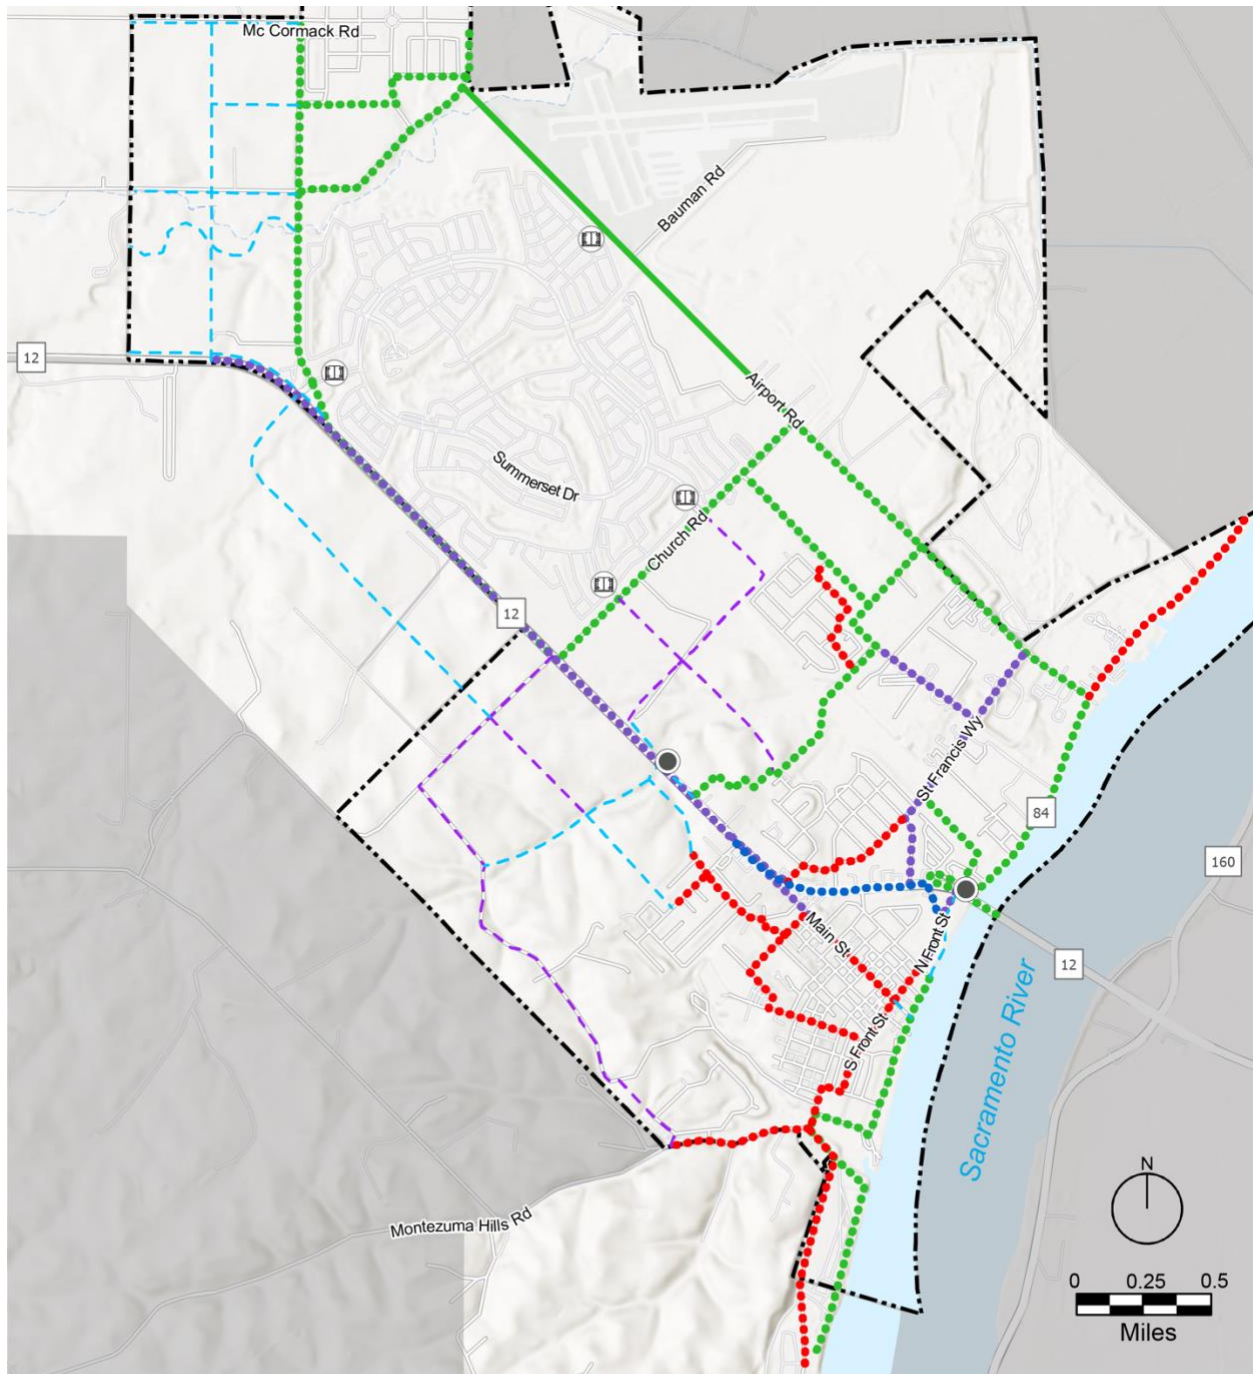 Mc Cormack Rd
Bauman Rd
12
Airport Rd
Summerset Dr
Church Rd
12
St Francis Wy
84
160
Main St
N Front St
12
S Front St
Sacramento River
Montezuma Hills Rd
N
0 0.25 0.5
Miles